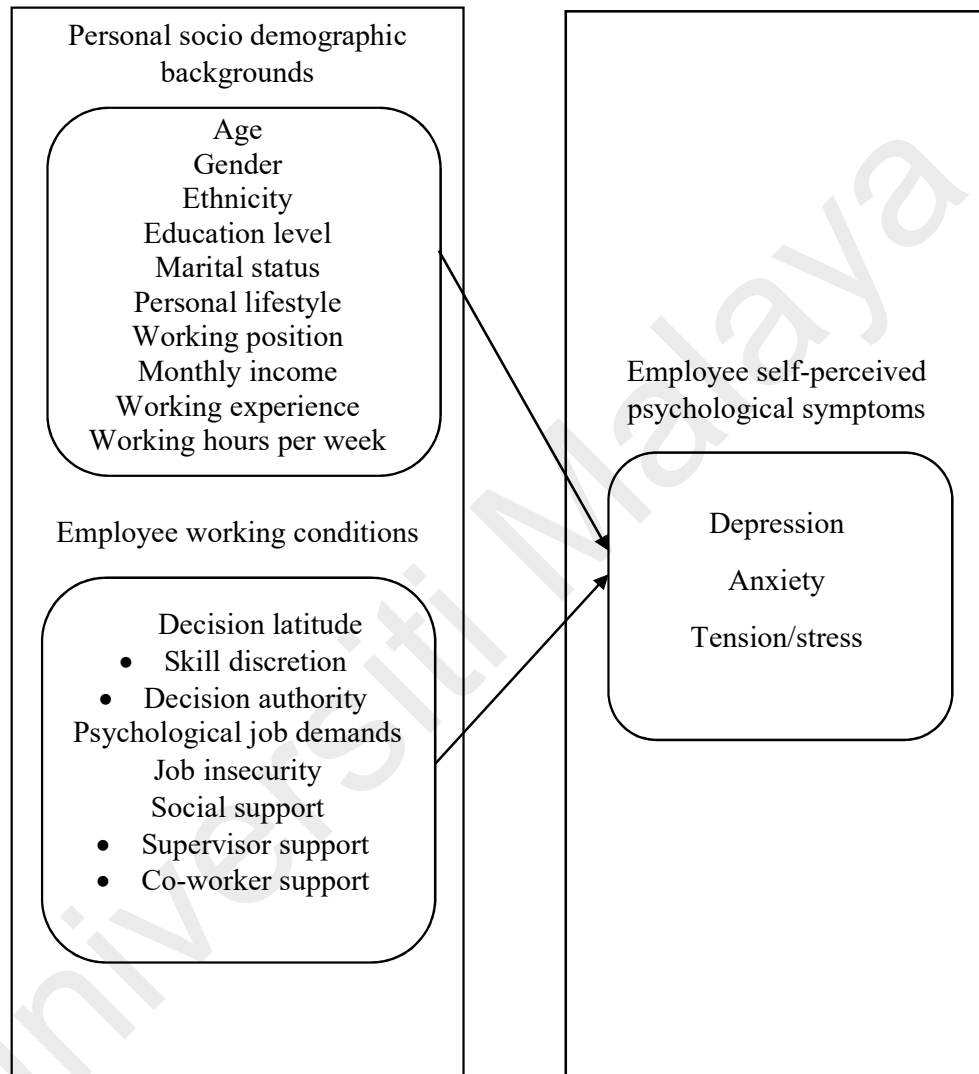 Personal socio demographic
backgrounds
Age
Gender
Ethnicity
Education level
Marital status
Personal lifestyle
Working position
Monthly income
Working experience
Working hours per week
Employee working conditions
Decision latitude
• Skill discretion
• Decision authority
Psychological job demands
Job insecurity
Social support
• Supervisor support
• Co-worker support
Employee self-perceived
psychological symptoms
Depression
Anxiety
Tension/stress
Universiti Malaya